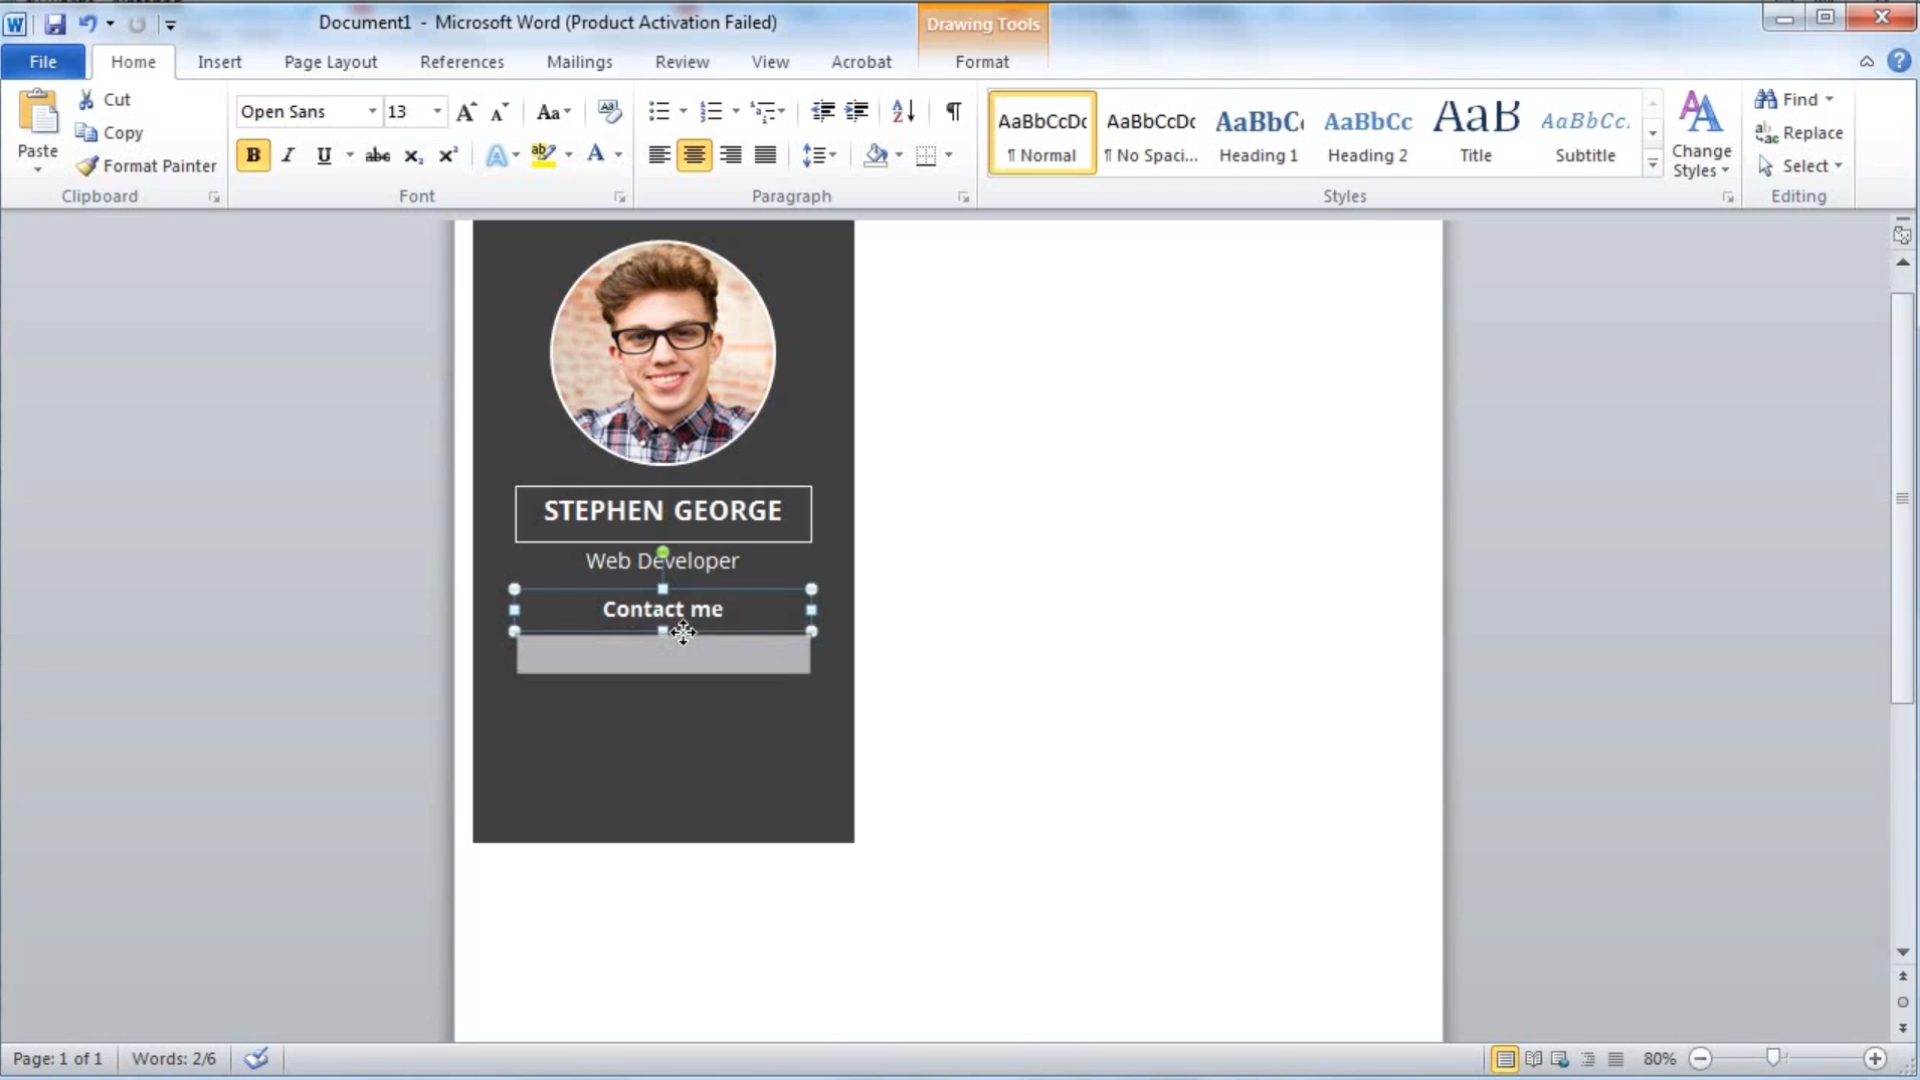 Document1 - Microsoft Word (Product Activation Failed)
Drawing Tools
File Home Insert Page Layout References Mailings Review View Acrobat Format
Paste
Cut
Copy
Format Painter
Clipboard
Open Sans 13
Font
Paragraph
AaBbCcDc AaBbCcDc AaBbC AaBbCc AaB AaBbCc.
¶ Normal ¶ No Spaci... Heading 1 Heading 2 Title Subtitle
Change Styles
Styles
Find
Replace
Select
Editing
STEPHEN GEORGE
Web Developer
Contact me
Page: 1 of 1 Words: 2/6 80%